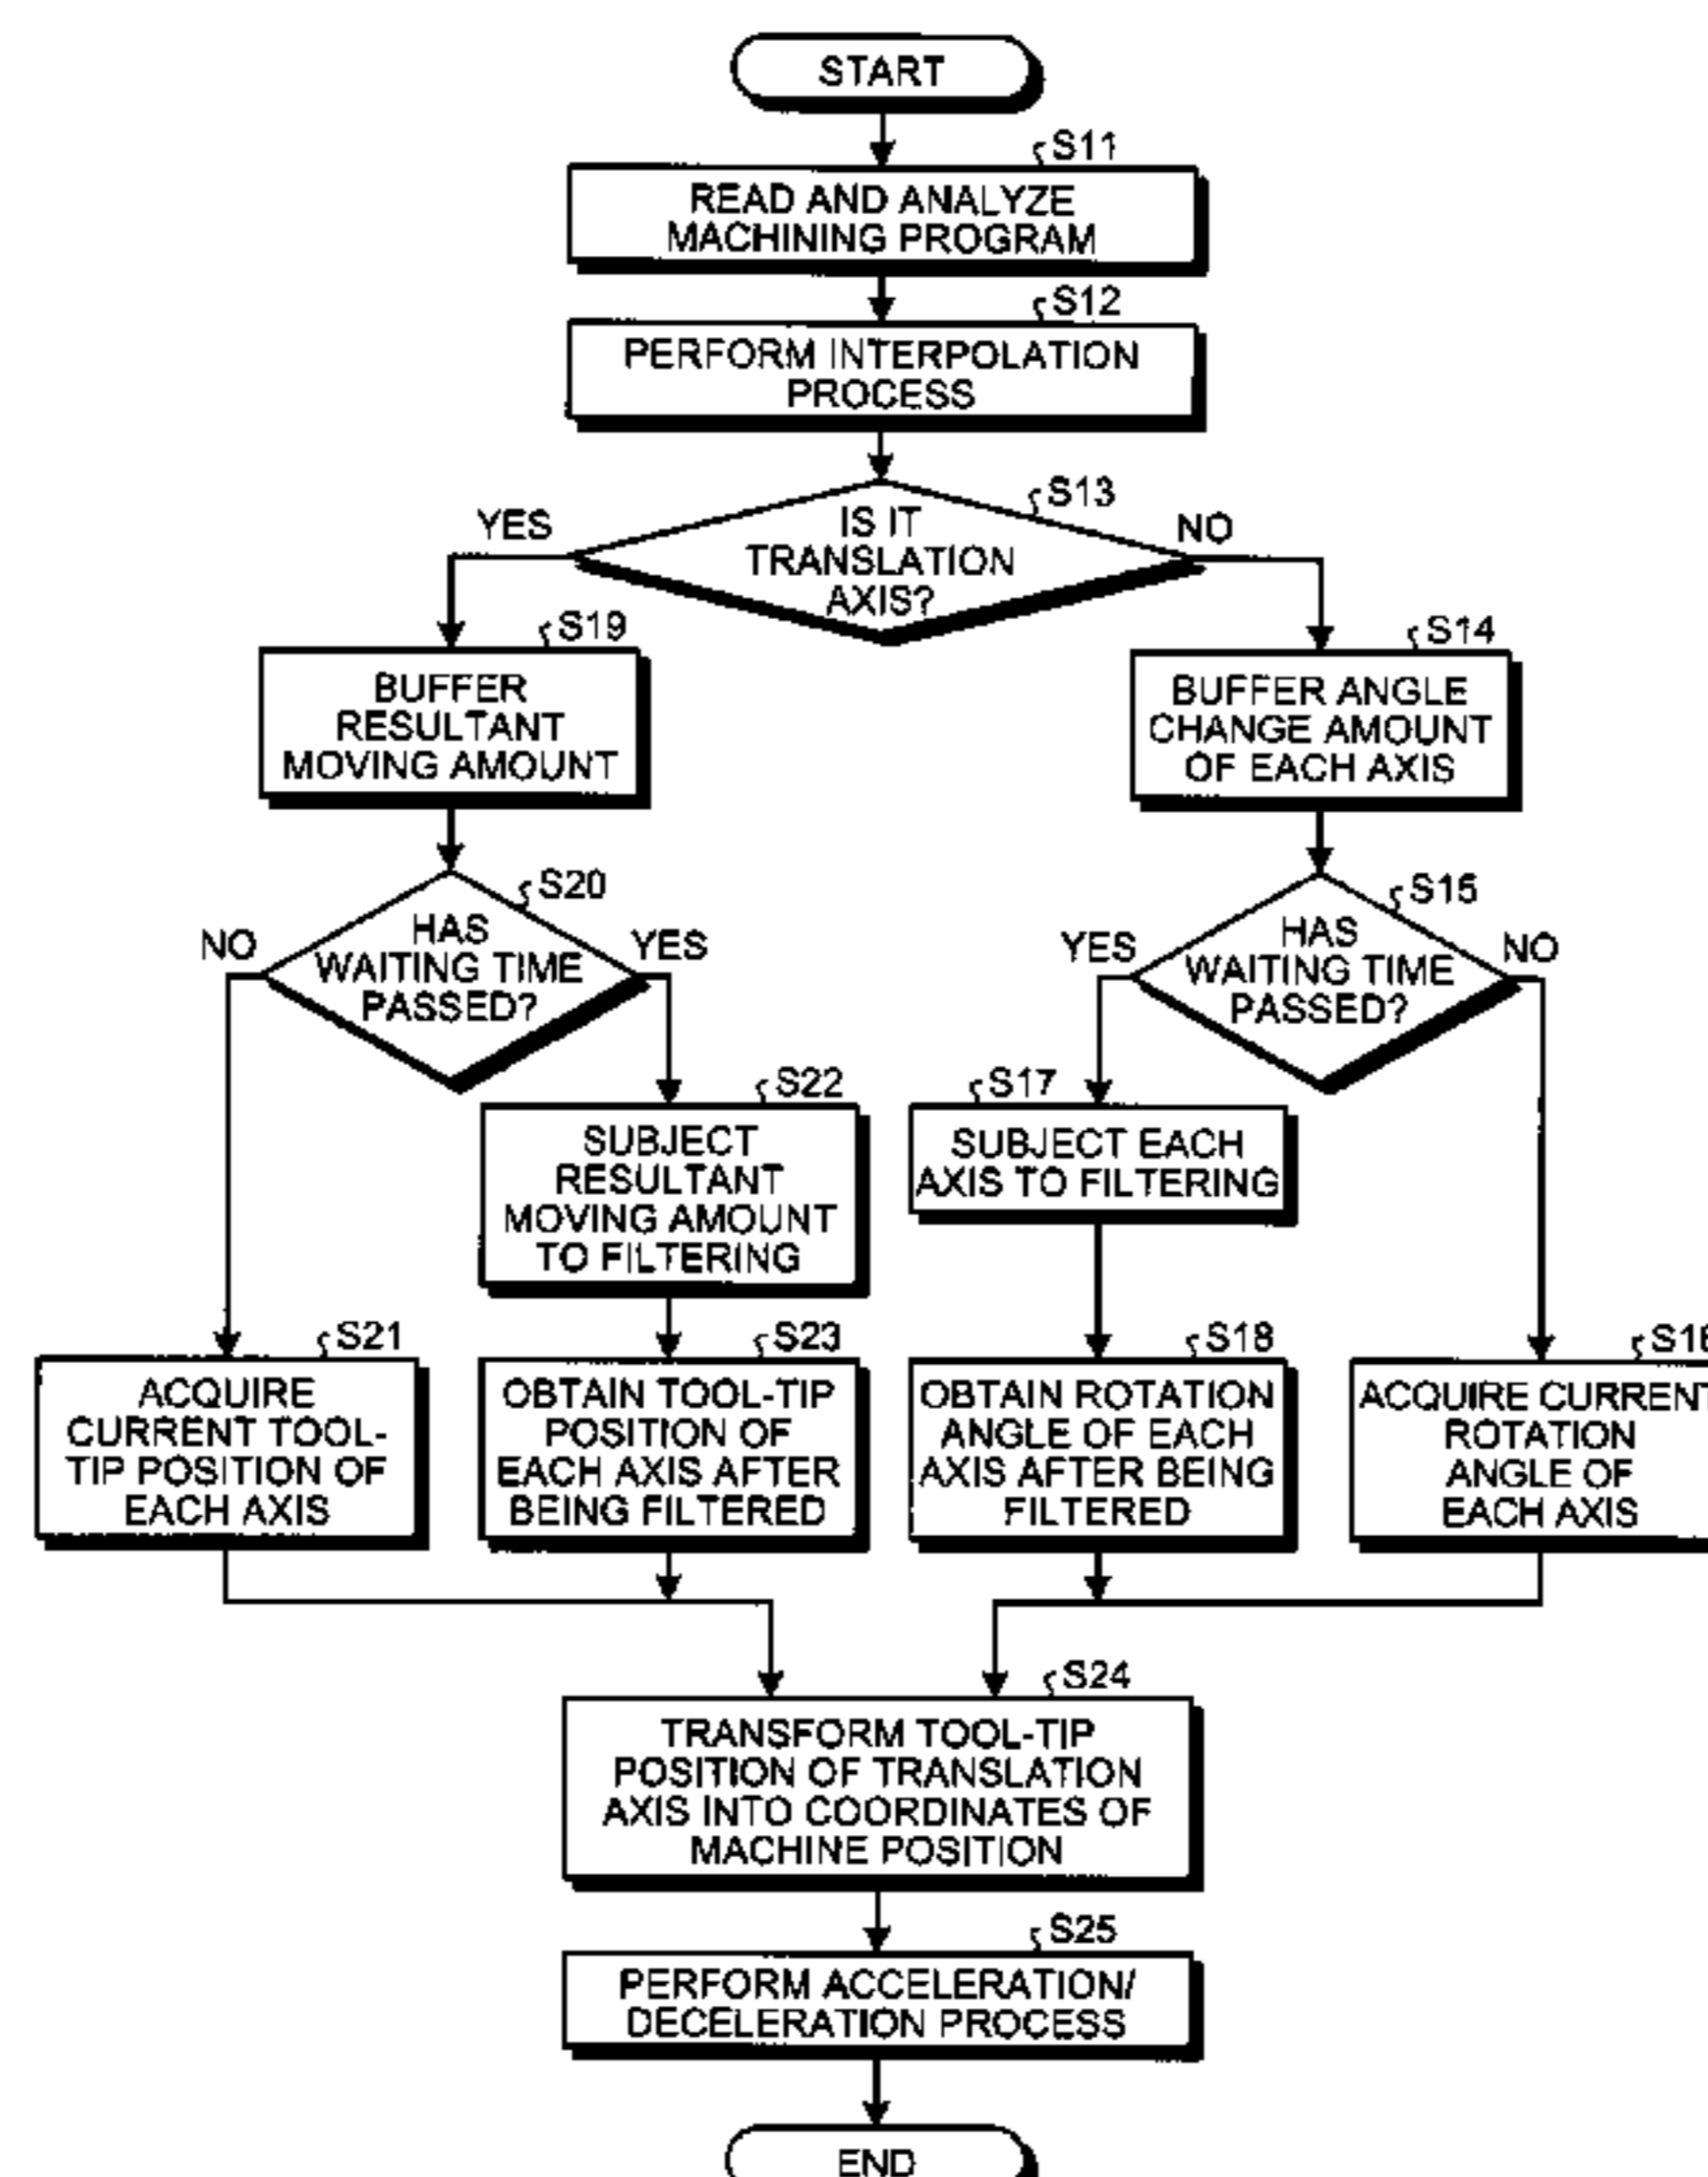 START
S11
READ AND ANALYZE
MACHINING PROGRAM
S12
PERFORM INTERPOLATION
PROCESS
S13
IS IT
TRANSLATION
AXIS?
YES
NO
S19
BUFFER
RESULTANT
MOVING AMOUNT
S14
BUFFER ANGLE
CHANGE AMOUNT
OF EACH AXIS
S20
HAS
WAITING TIME
PASSED?
NO
YES
S15
HAS
WAITING TIME
PASSED?
YES
NO
S22
SUBJECT
RESULTANT
MOVING AMOUNT
TO FILTERING
S17
SUBJECT EACH
AXIS TO FILTERING
S21
ACQUIRE
CURRENT TOOL-
TIP POSITION OF
EACH AXIS
S23
OBTAIN TOOL-TIP
POSITION OF
EACH AXIS AFTER
BEING FILTERED
S18
OBTAIN ROTATION
ANGLE OF EACH
AXIS AFTER BEING
FILTERED
S16
ACQUIRE CURRENT
ROTATION
ANGLE OF
EACH AXIS
S24
TRANSFORM TOOL-TIP
POSITION OF TRANSLATION
AXIS INTO COORDINATES OF
MACHINE POSITION
S25
PERFORM ACCELERATION/
DECELERATION PROCESS
END